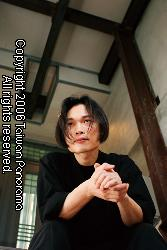 Copyright 2006 Taiwan Panorama
All rights reserved.